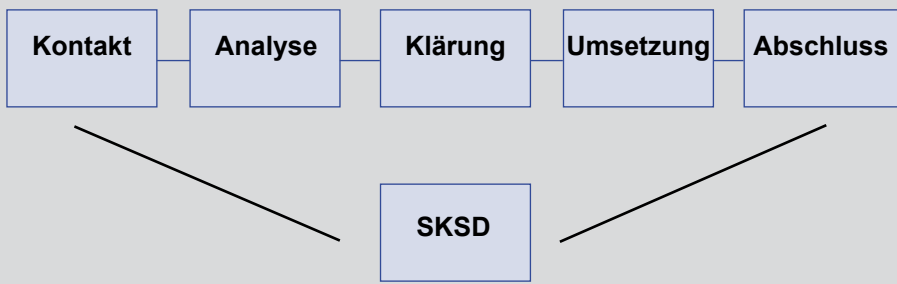 Kontakt
Analyse
Klärung
Umsetzung
Abschluss
SKSD